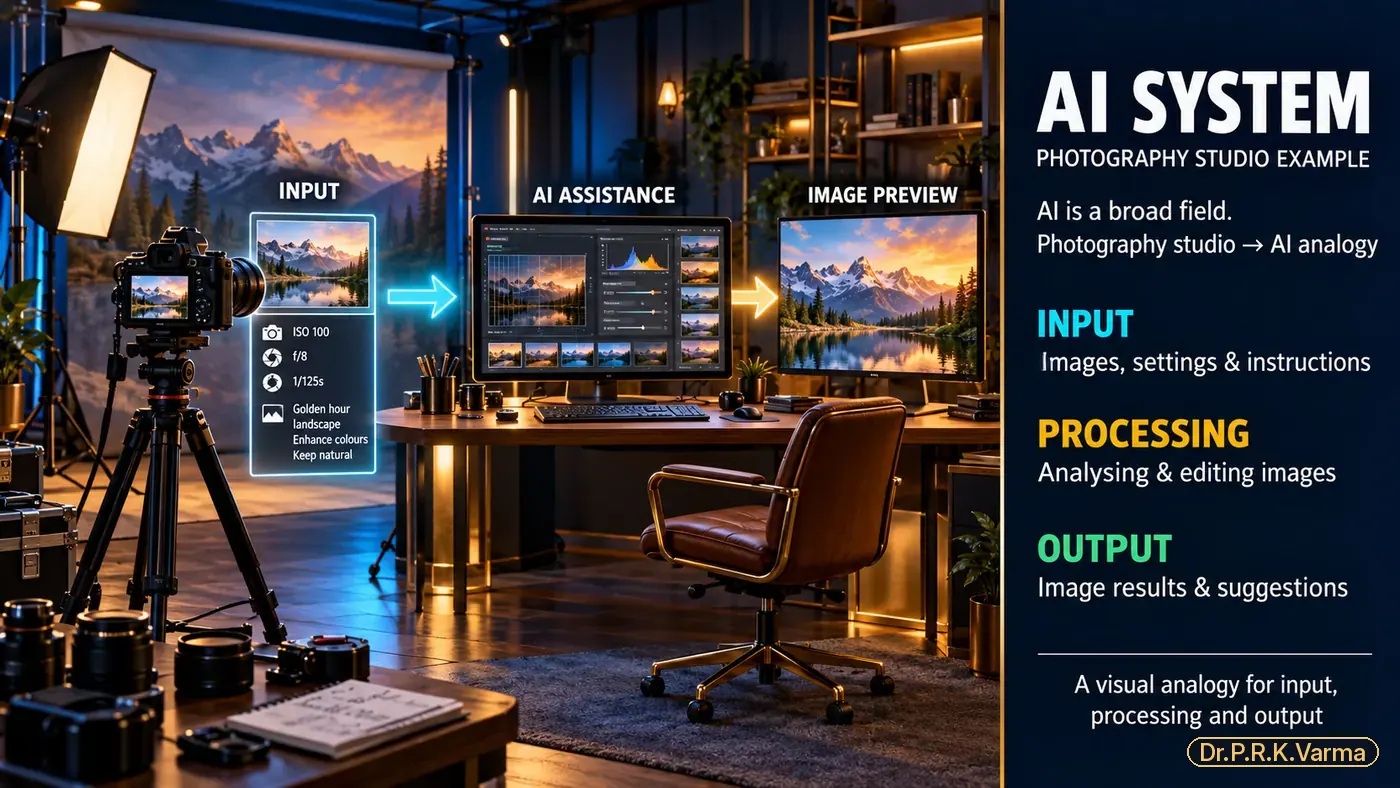 INPUT
ISO 100
f/8
1/125s
Golden hour
landscape
Enhance colours
Keep natural
AI ASSISTANCE
IMAGE PREVIEW
AI SYSTEM
PHOTOGRAPHY STUDIO EXAMPLE
AI is a broad field.
Photography studio → AI analogy
INPUT
Images, settings & instructions
PROCESSING
Analysing & editing images
OUTPUT
Image results & suggestions
A visual analogy for input,
processing and output
Dr.P.R.K.Varma